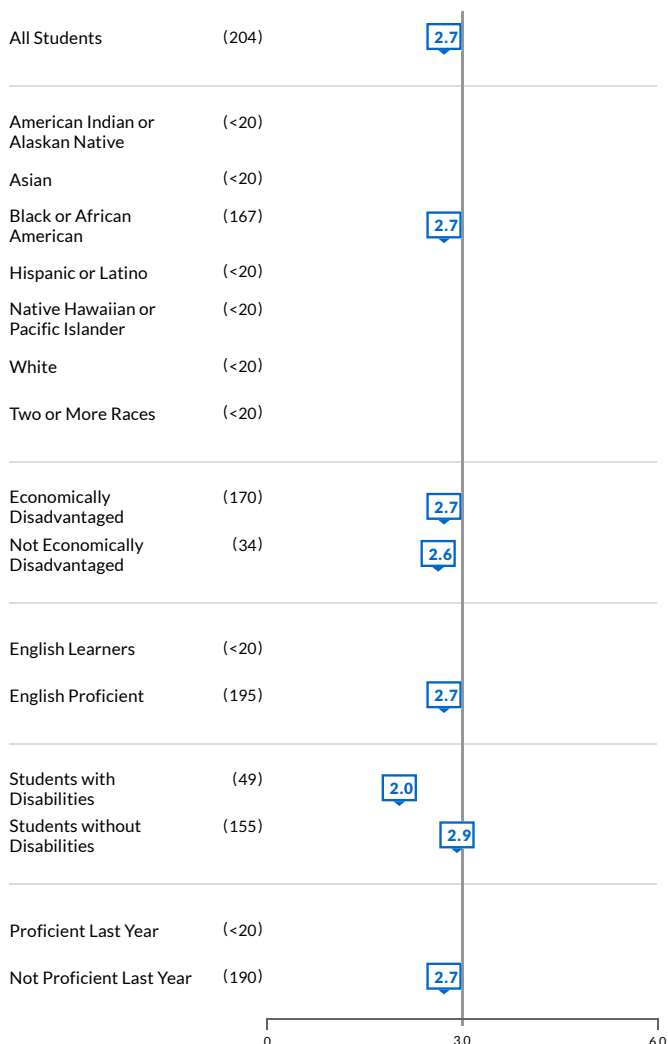 All Students (204) 2.7
American Indian or (<20)
Alaskan Native
Asian (<20)
Black or African (167) 2.7
American
Hispanic or Latino (<20)
Native Hawaiian or (<20)
Pacific Islander
White (<20)
Two or More Races (<20)
Economically (170) 2.7
Disadvantaged
Not Economically (34) 2.6
Disadvantaged
English Learners (<20)
English Proficient (195) 2.7
Students with (49) 2.0
Disabilities
Students without (155) 2.9
Disabilities
Proficient Last Year (<20)
Not Proficient Last Year (190) 2.7
0 3.0 6.0